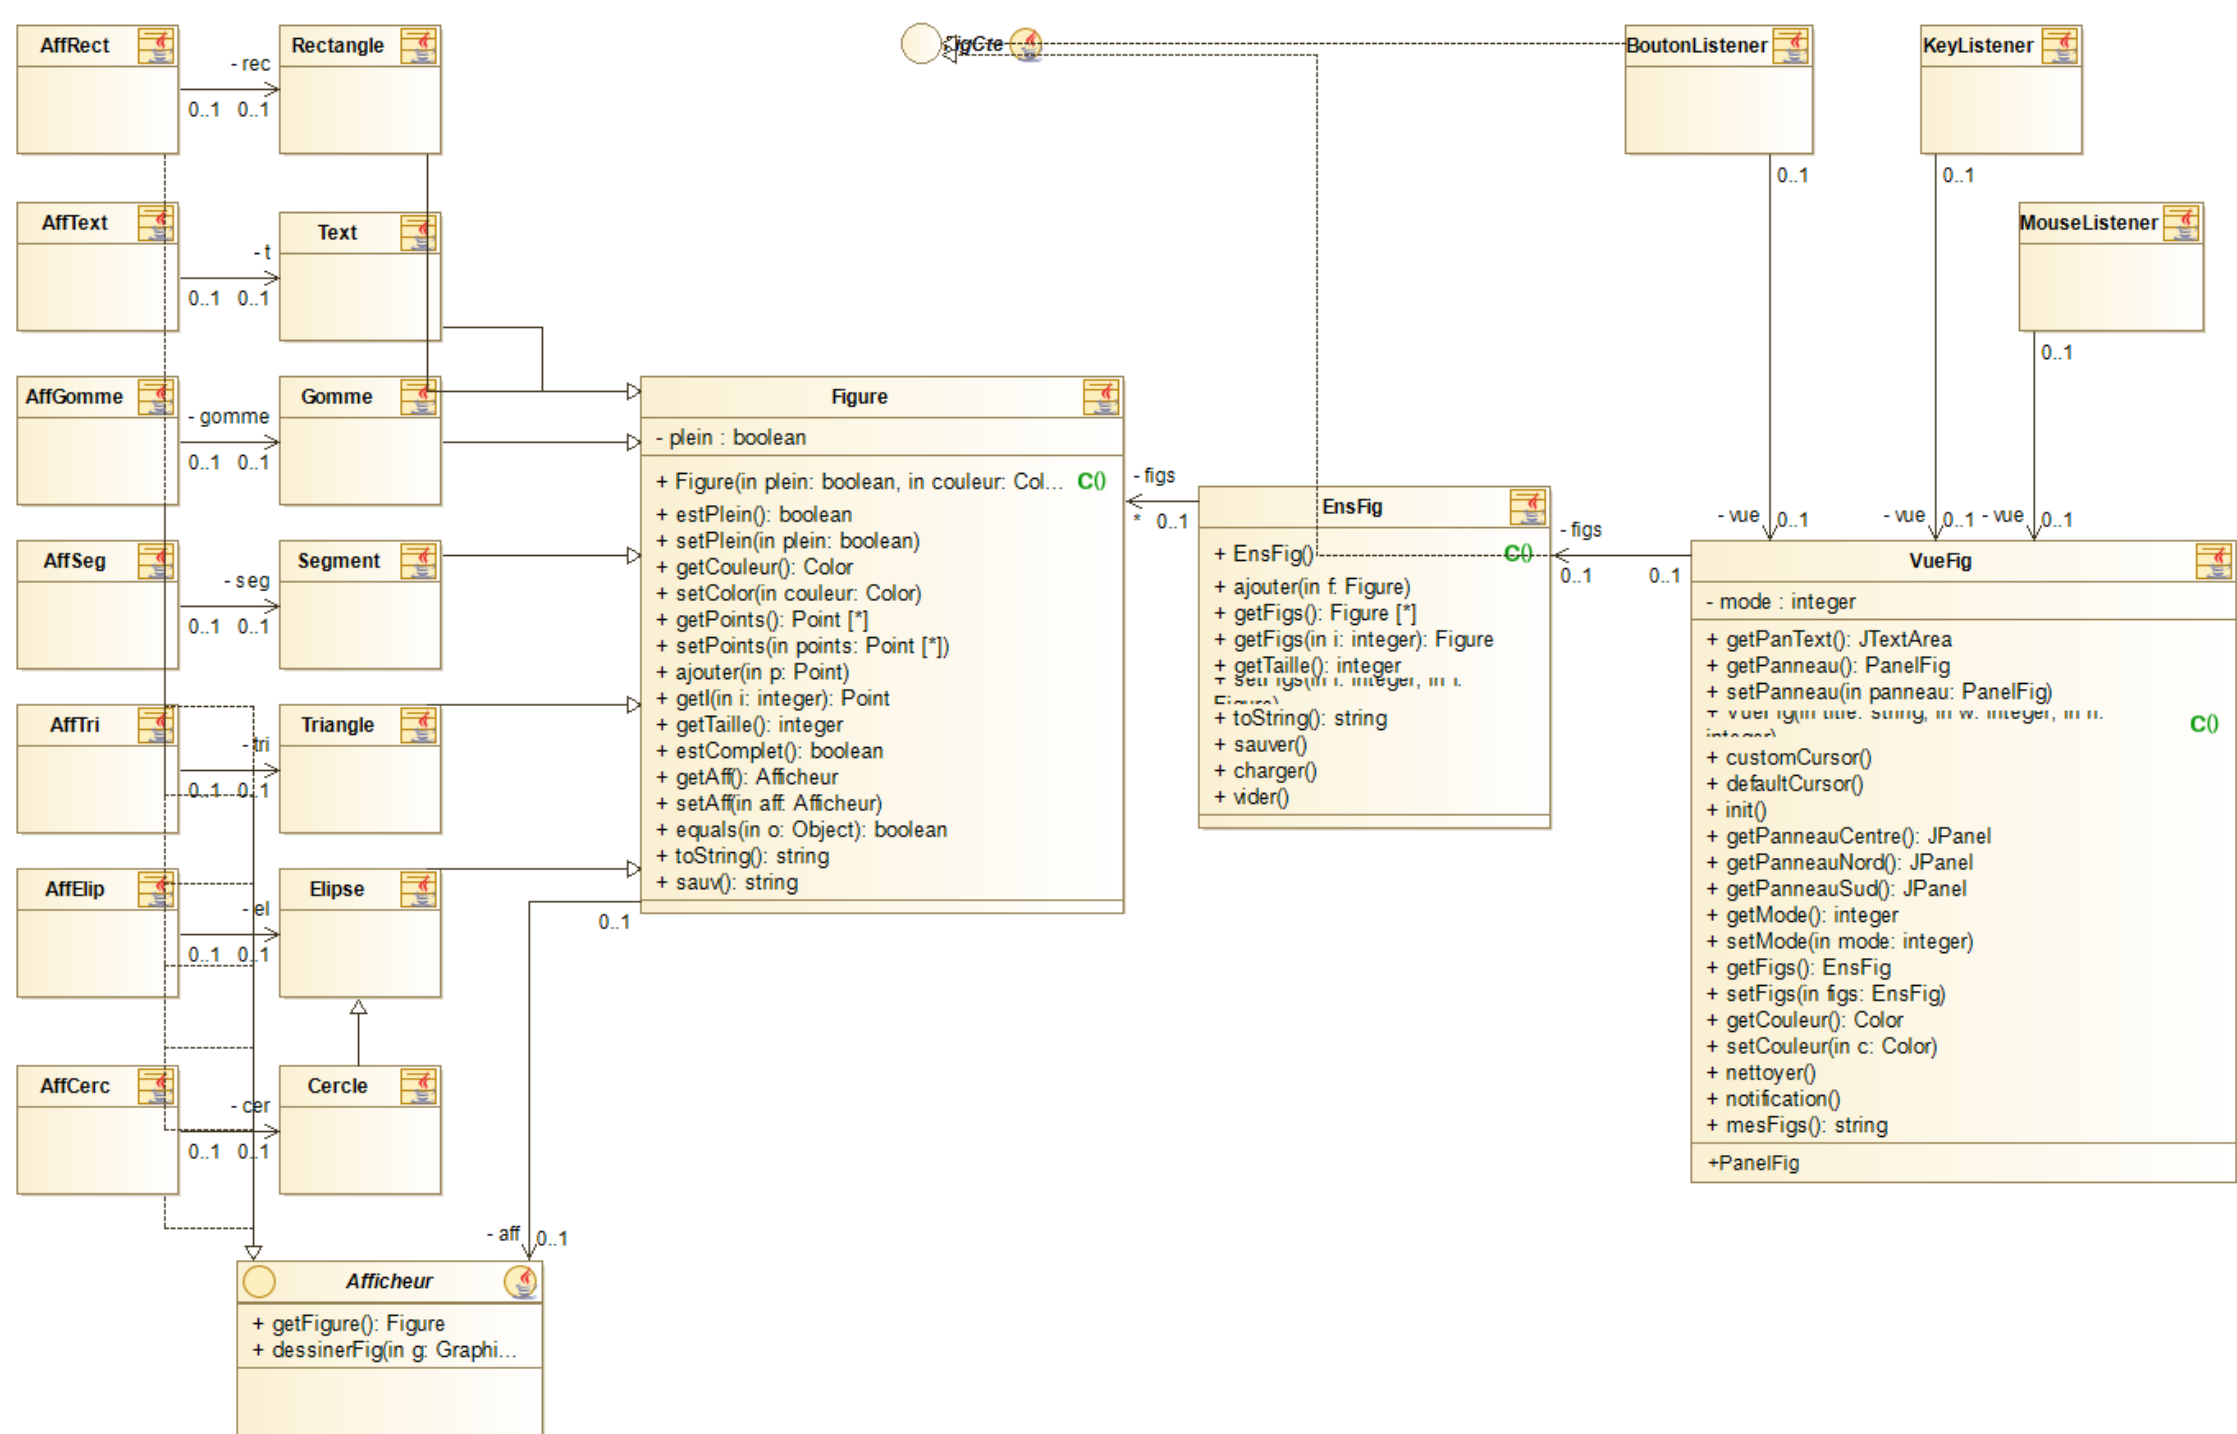 AffRect
- rec
0..1 0..1
Rectangle
AffText
- t
0..1 0..1
Text
AffGomme
- gomme
0..1 0..1
Gomme
AffSeg
- seg
0..1 0..1
Segment
AffTri
- tri
0..1 0..1
Triangle
AffElip
- el
0..1 0..1
Elipse
AffCerc
- cer
0..1 0..1
Cercle
Figure
- plein : boolean
+ Figure(in plein: boolean, in couleur: Col... C()
+ estPlein(): boolean
+ setPlein(in plein: boolean)
+ getCouleur(): Color
+ setColor(in couleur: Color)
+ getPoints(): Point [*]
+ setPoints(in points: Point [*])
+ ajouter(in p: Point)
+ getI(in i: integer): Point
+ getTaille(): integer
+ estComplet(): boolean
+ getAff(): Afficheur
+ setAff(in aff: Afficheur)
+ equals(in o: Object): boolean
+ toString(): string
+ sauv(): string
0..1
- aff 0..1
Afficheur
+ getFigure(): Figure
+ dessinerFig(in g: Graphi...
FigCte
- figs
* 0..1
EnsFig
+ EnsFig() C()
+ ajouter(in f: Figure)
+ getFigs(): Figure [*]
+ getFigs(in i: integer): Figure
+ getTaille(): integer
+ toString(): string
+ sauver()
+ charger()
+ vider()
- figs
0..1 0..1
BoutonListener
0..1
- vue 0..1
KeyListener
0..1
- vue 0..1
MouseListener
0..1
- vue 0..1
VueFig
- mode : integer
+ getPanText(): JTextArea
+ getPanneau(): PanelFig
+ setPanneau(in panneau: PanelFig)
C()
+ customCursor()
+ defaultCursor()
+ init()
+ getPanneauCentre(): JPanel
+ getPanneauNord(): JPanel
+ getPanneauSud(): JPanel
+ getMode(): integer
+ setMode(in mode: integer)
+ getFigs(): EnsFig
+ setFigs(in figs: EnsFig)
+ getCouleur(): Color
+ setCouleur(in c: Color)
+ nettoyer()
+ notification()
+ mesFigs(): string
+PanelFig